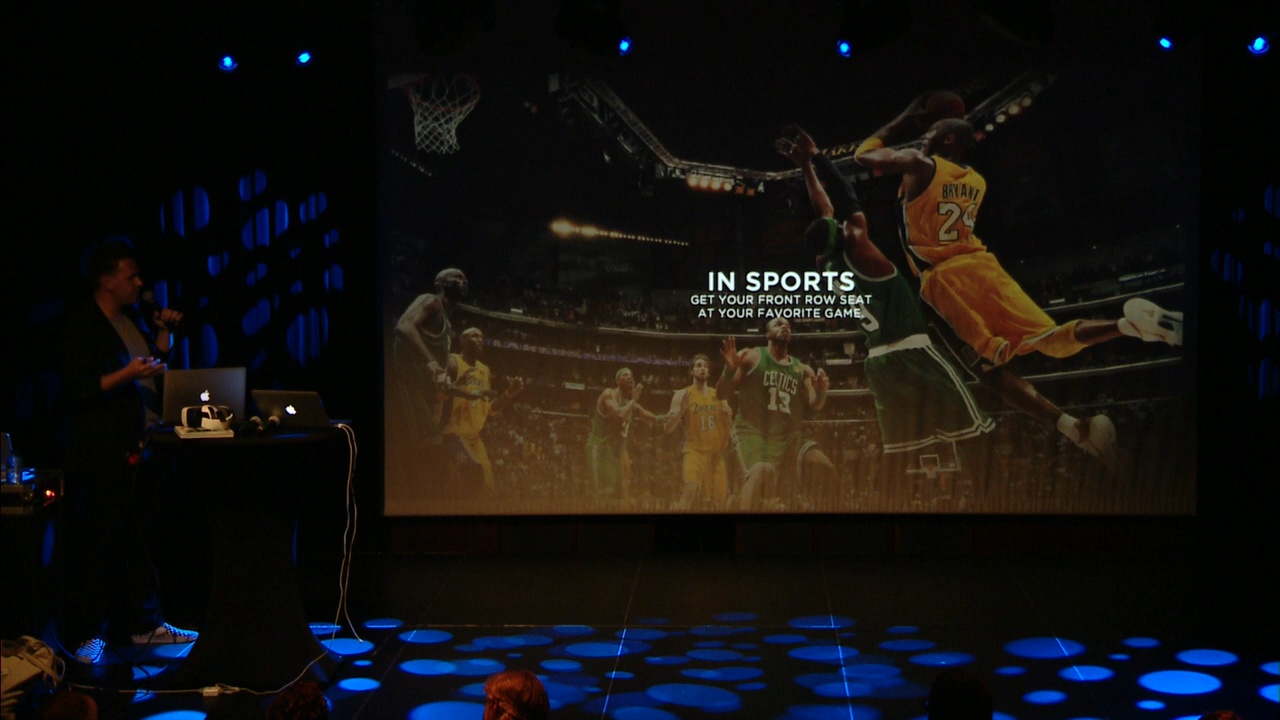 BRYANT
24
IN SPORTS
GET YOUR FRONT ROW SEAT
AT YOUR FAVORITE GAME.
CELTICS
13
16